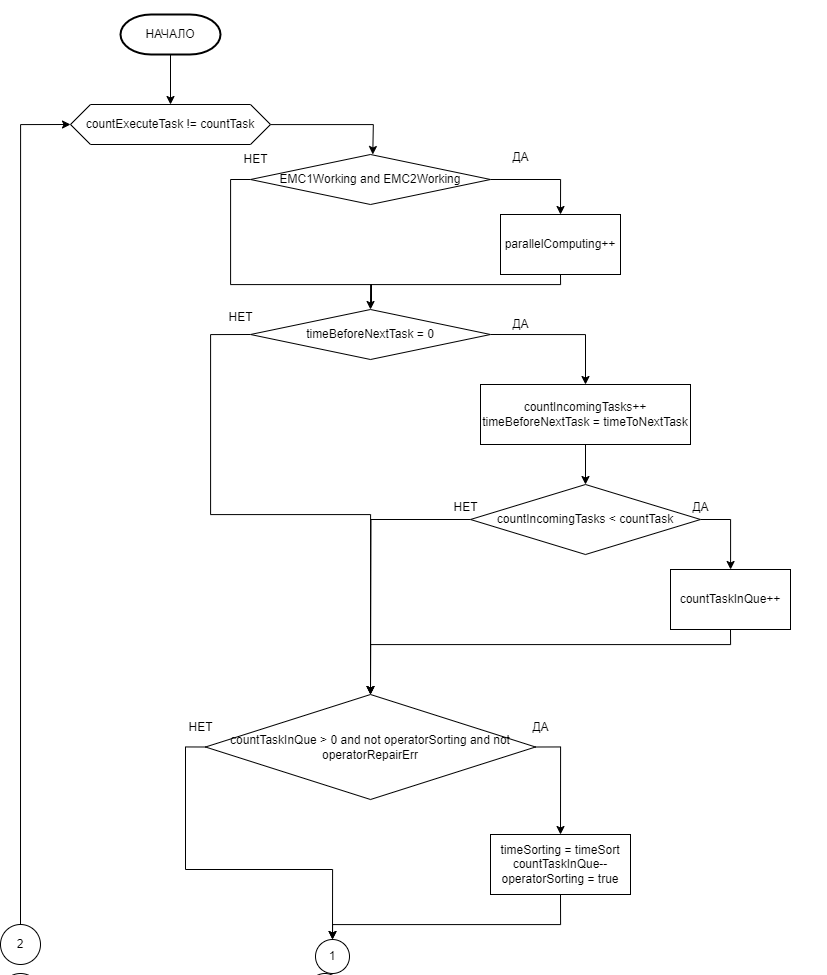 НАЧАЛО
countExecuteTask != countTask
НЕТ
ДА
EMC1Working and EMC2Working
parallelComputing++
НЕТ
ДА
timeBeforeNextTask = 0
countIncomingTasks++
timeBeforeNextTask = timeToNextTask
НЕТ
ДА
countIncomingTasks < countTask
countTaskInQue++
НЕТ
ДА
countTaskInQue > 0 and not operatorSorting and not
operatorRepairErr
timeSorting = timeSort
countTaskInQue--
operatorSorting = true
2
1